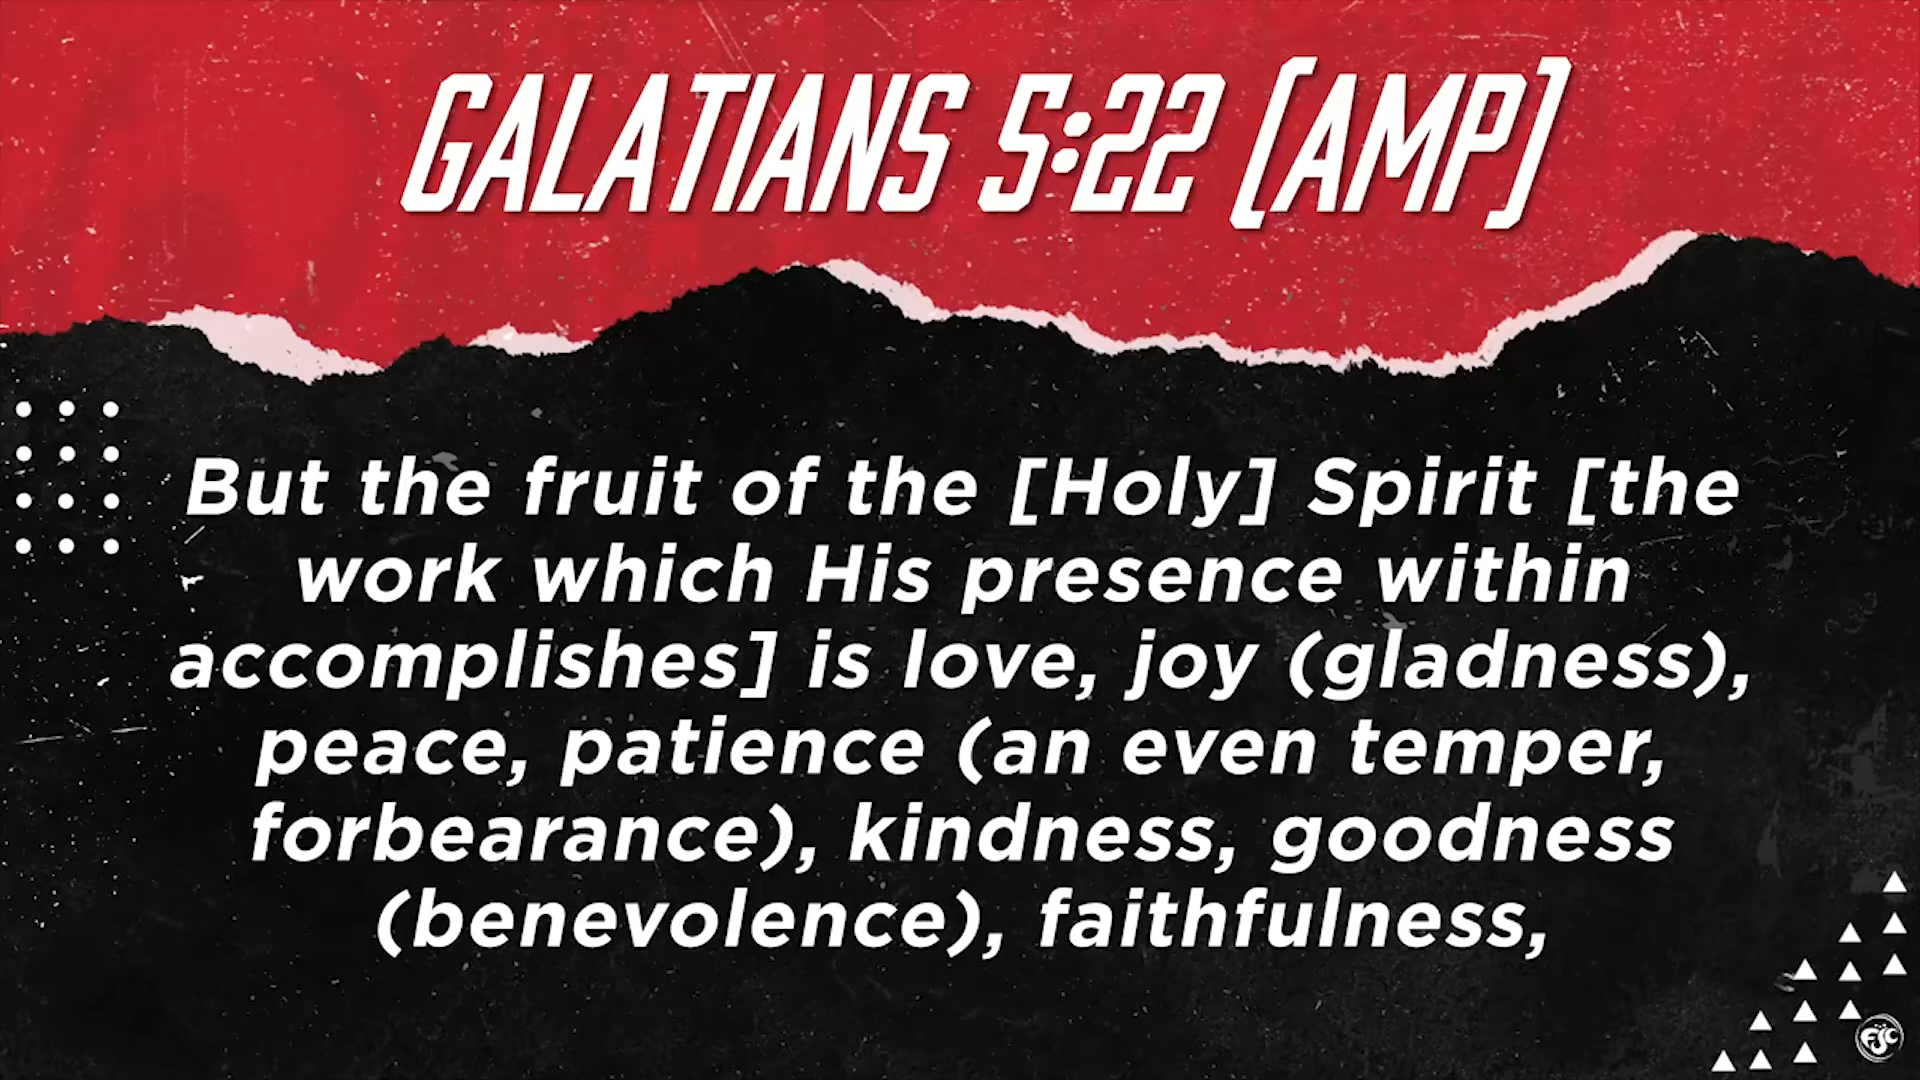 GALATIANS 5:22 (AMP)
But the fruit of the [Holy] Spirit [the
work which His presence within
accomplishes] is love, joy (gladness),
peace, patience (an even temper,
forbearance), kindness, goodness
(benevolence), faithfulness,
FJC